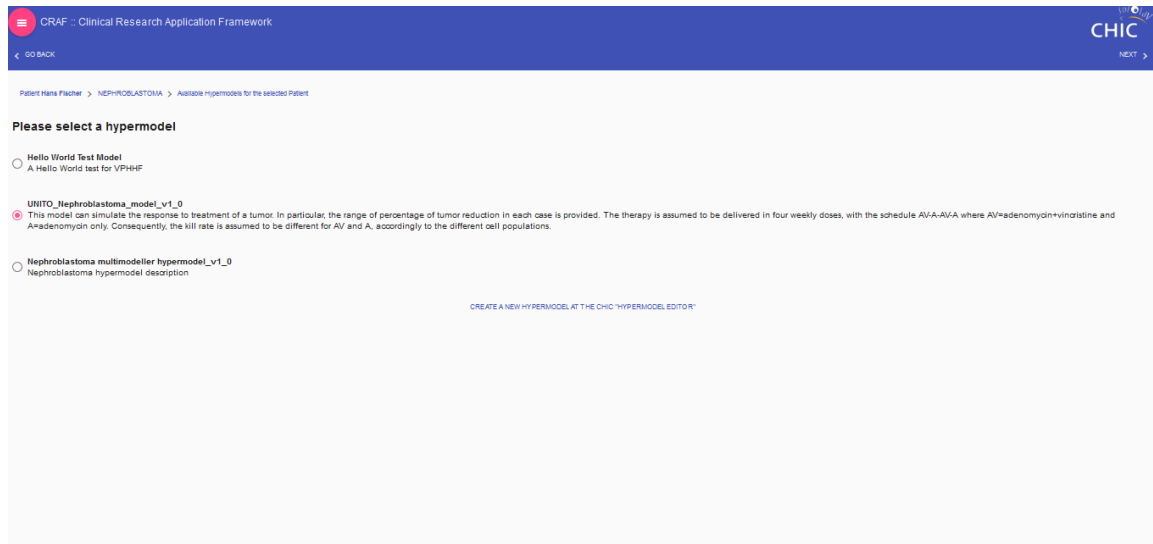 CRAF :: Clinical Research Application Framework
CHIC
GO BACK
NEXT
Patient Hans Fischer > NEPHROBLASTOMA > Available Hypermodels for the selected Patient
Please select a hypermodel
Hello World Test Model
A Hello World test for VPHHF
UNITO_Nephroblastoma_model_v1_0
This model can simulate the response to treatment of a tumor. In particular, the range of percentage of tumor reduction in each case is provided. The therapy is assumed to be delivered in four weekly doses, with the schedule AV-A-AV-A where AV=adenomycin+vincristine and
A=adenomycin only. Consequently, the kill rate is assumed to be different for AV and A, accordingly to the different cell populations.
Nephroblastoma multimodeller hypermodel_v1_0
Nephroblastoma hypermodel description
CREATE A NEW HYPERMODEL AT THE CHIC "HYPERMODEL EDITOR"